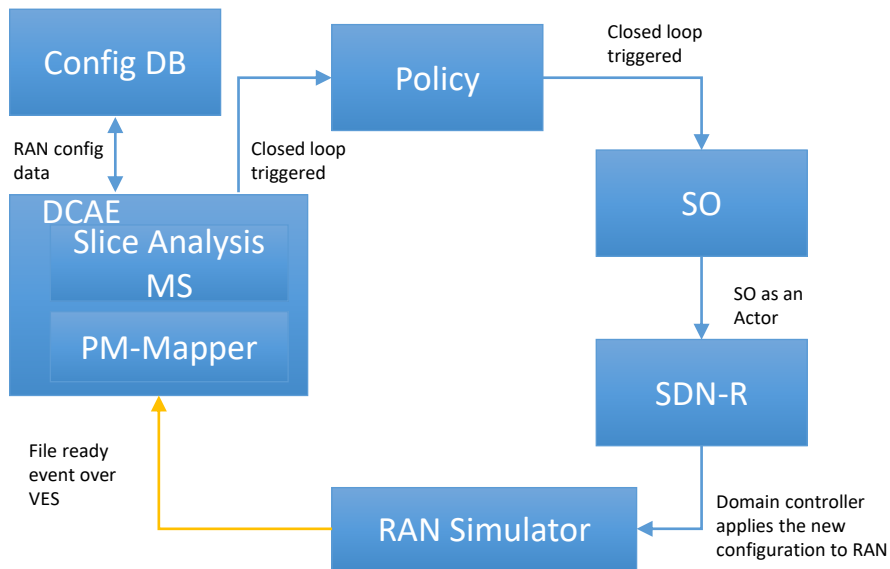 Config DB
Policy
Closed loop
triggered
RAN config
data
Closed loop
triggered
DCAE
Slice Analysis
MS
PM-Mapper
SO
SO as an
Actor
SDN-R
File ready
event over
VES
RAN Simulator
Domain controller
applies the new
configuration to RAN